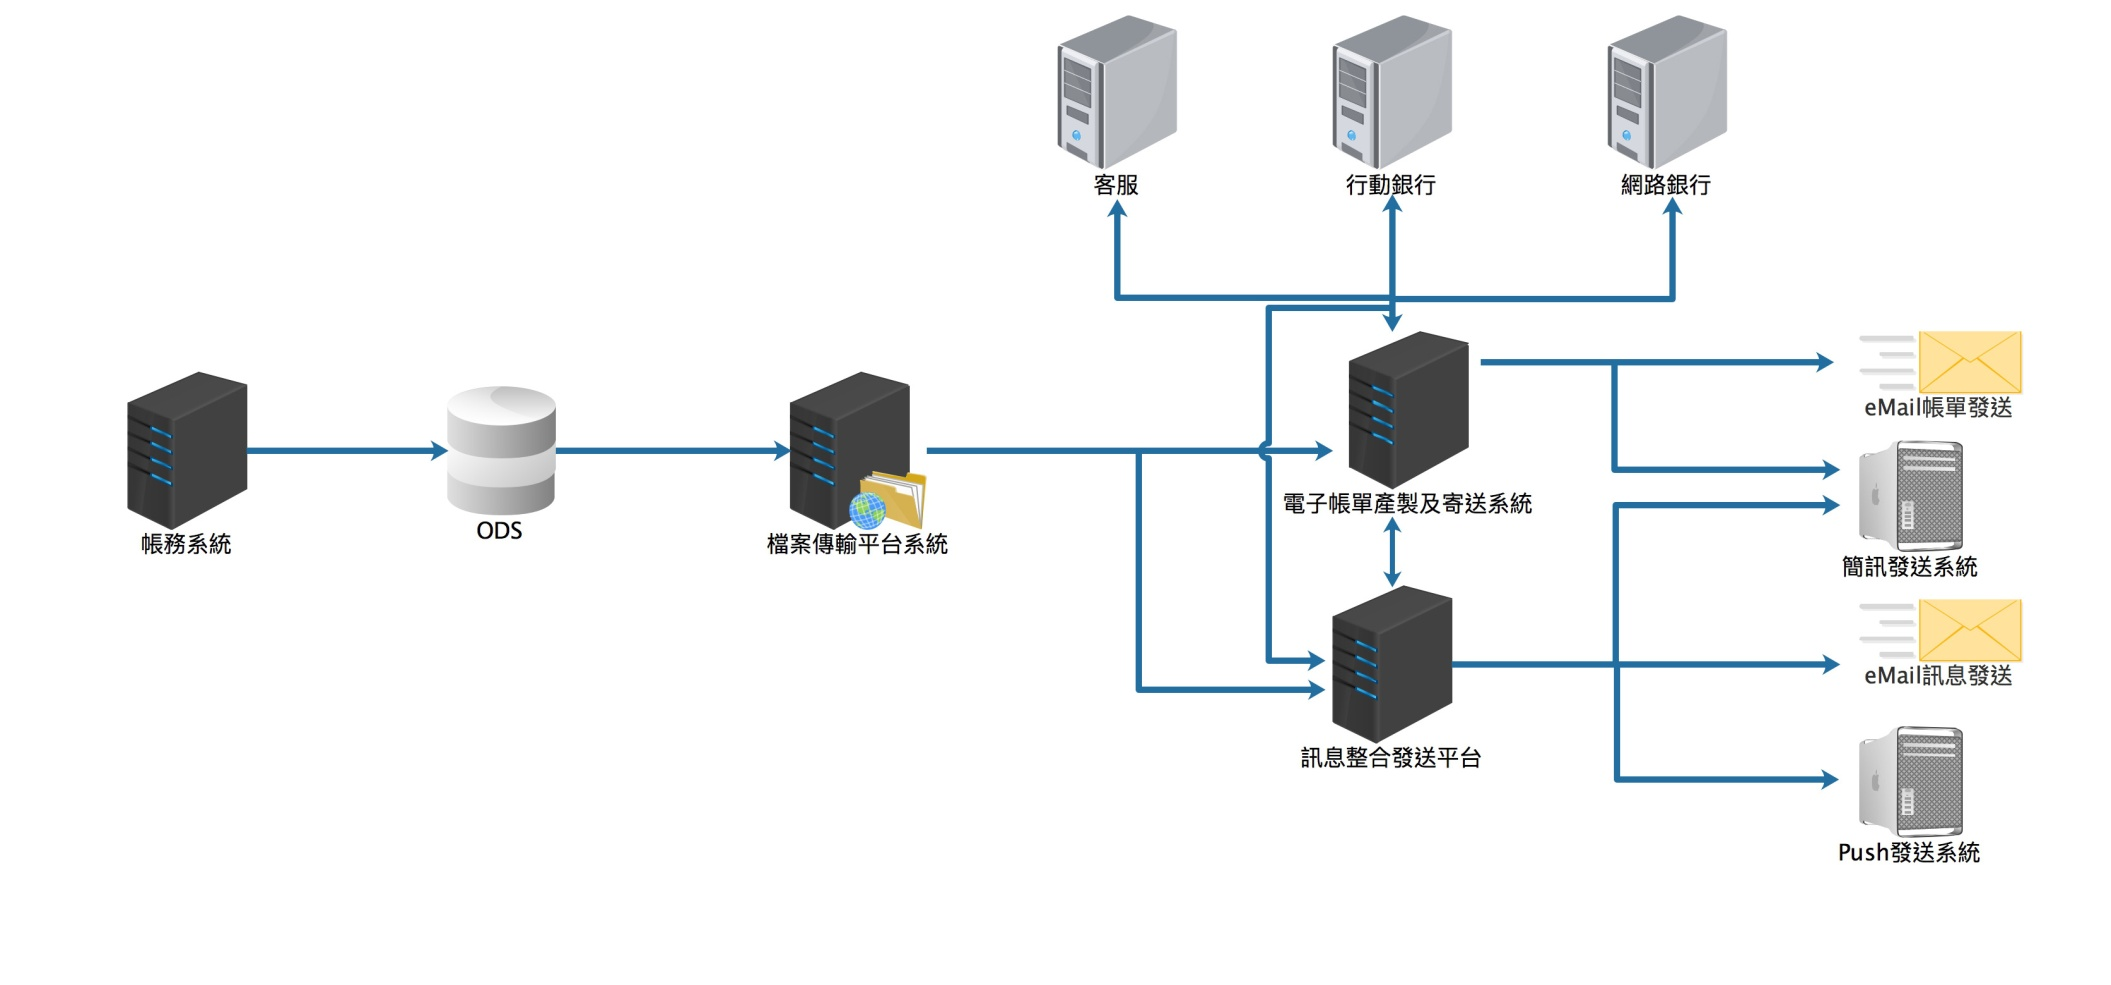 客服
行動銀行
網路銀行
eMail帳單發送
電子帳單產製及寄送系統
帳務系統
ODS
檔案傳輸平台系統
簡訊發送系統
eMail訊息發送
訊息整合發送平台
Push發送系統